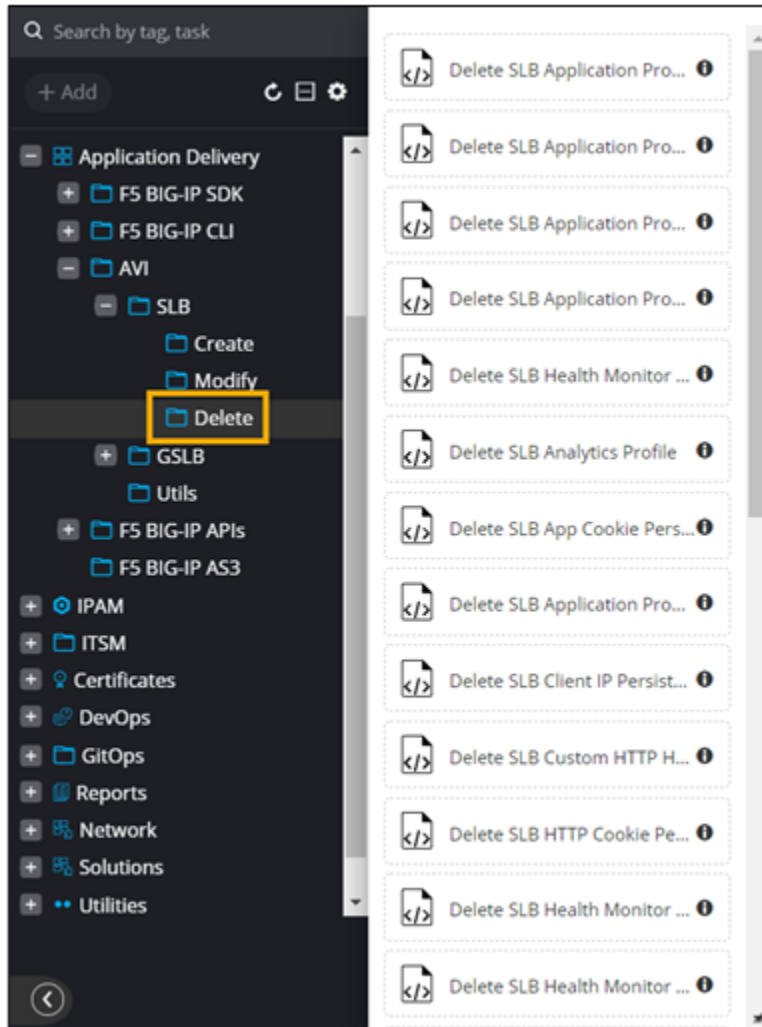 Search by tag, task
+ Add
Application Delivery
F5 BIG-IP SDK
F5 BIG-IP CLI
AVI
SLB
Create
Modify
Delete
GSLB
Utils
F5 BIG-IP APIs
F5 BIG-IP AS3
IPAM
ITSM
Certificates
DevOps
GitOps
Reports
Network
Solutions
Utilities
Delete SLB Application Pro...
Delete SLB Application Pro...
Delete SLB Application Pro...
Delete SLB Application Pro...
Delete SLB Health Monitor ...
Delete SLB Analytics Profile
Delete SLB App Cookie Pers...
Delete SLB Application Pro...
Delete SLB Client IP Persist...
Delete SLB Custom HTTP H...
Delete SLB HTTP Cookie Pe...
Delete SLB Health Monitor ...
Delete SLB Health Monitor ...